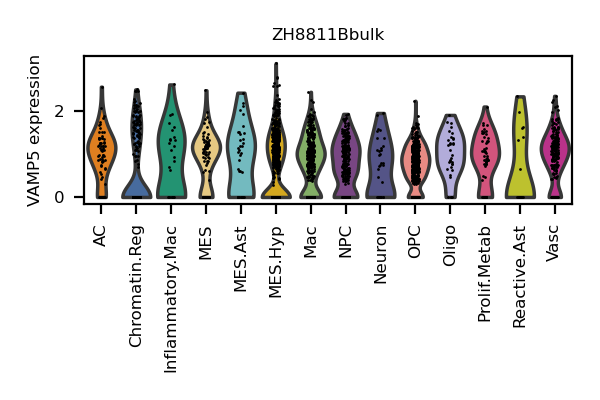 ZH8811Bbulk
VAMP5 expression
2
0
AC
Chromatin.Reg
Inflammatory.Mac
MES
MES.Ast
MES.Hyp
Mac
NPC
Neuron
OPC
Oligo
Prolif.Metab
Reactive.Ast
Vasc